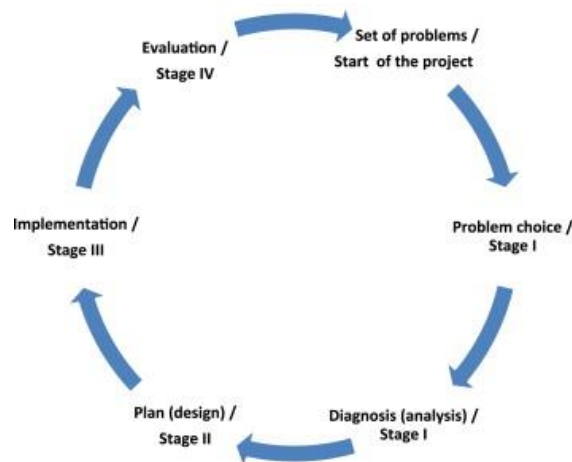 Set of problems /
Start of the project
Problem choice /
Stage I
Diagnosis (analysis) /
Stage I
Plan (design) /
Stage II
Implementation /
Stage III
Evaluation /
Stage IV